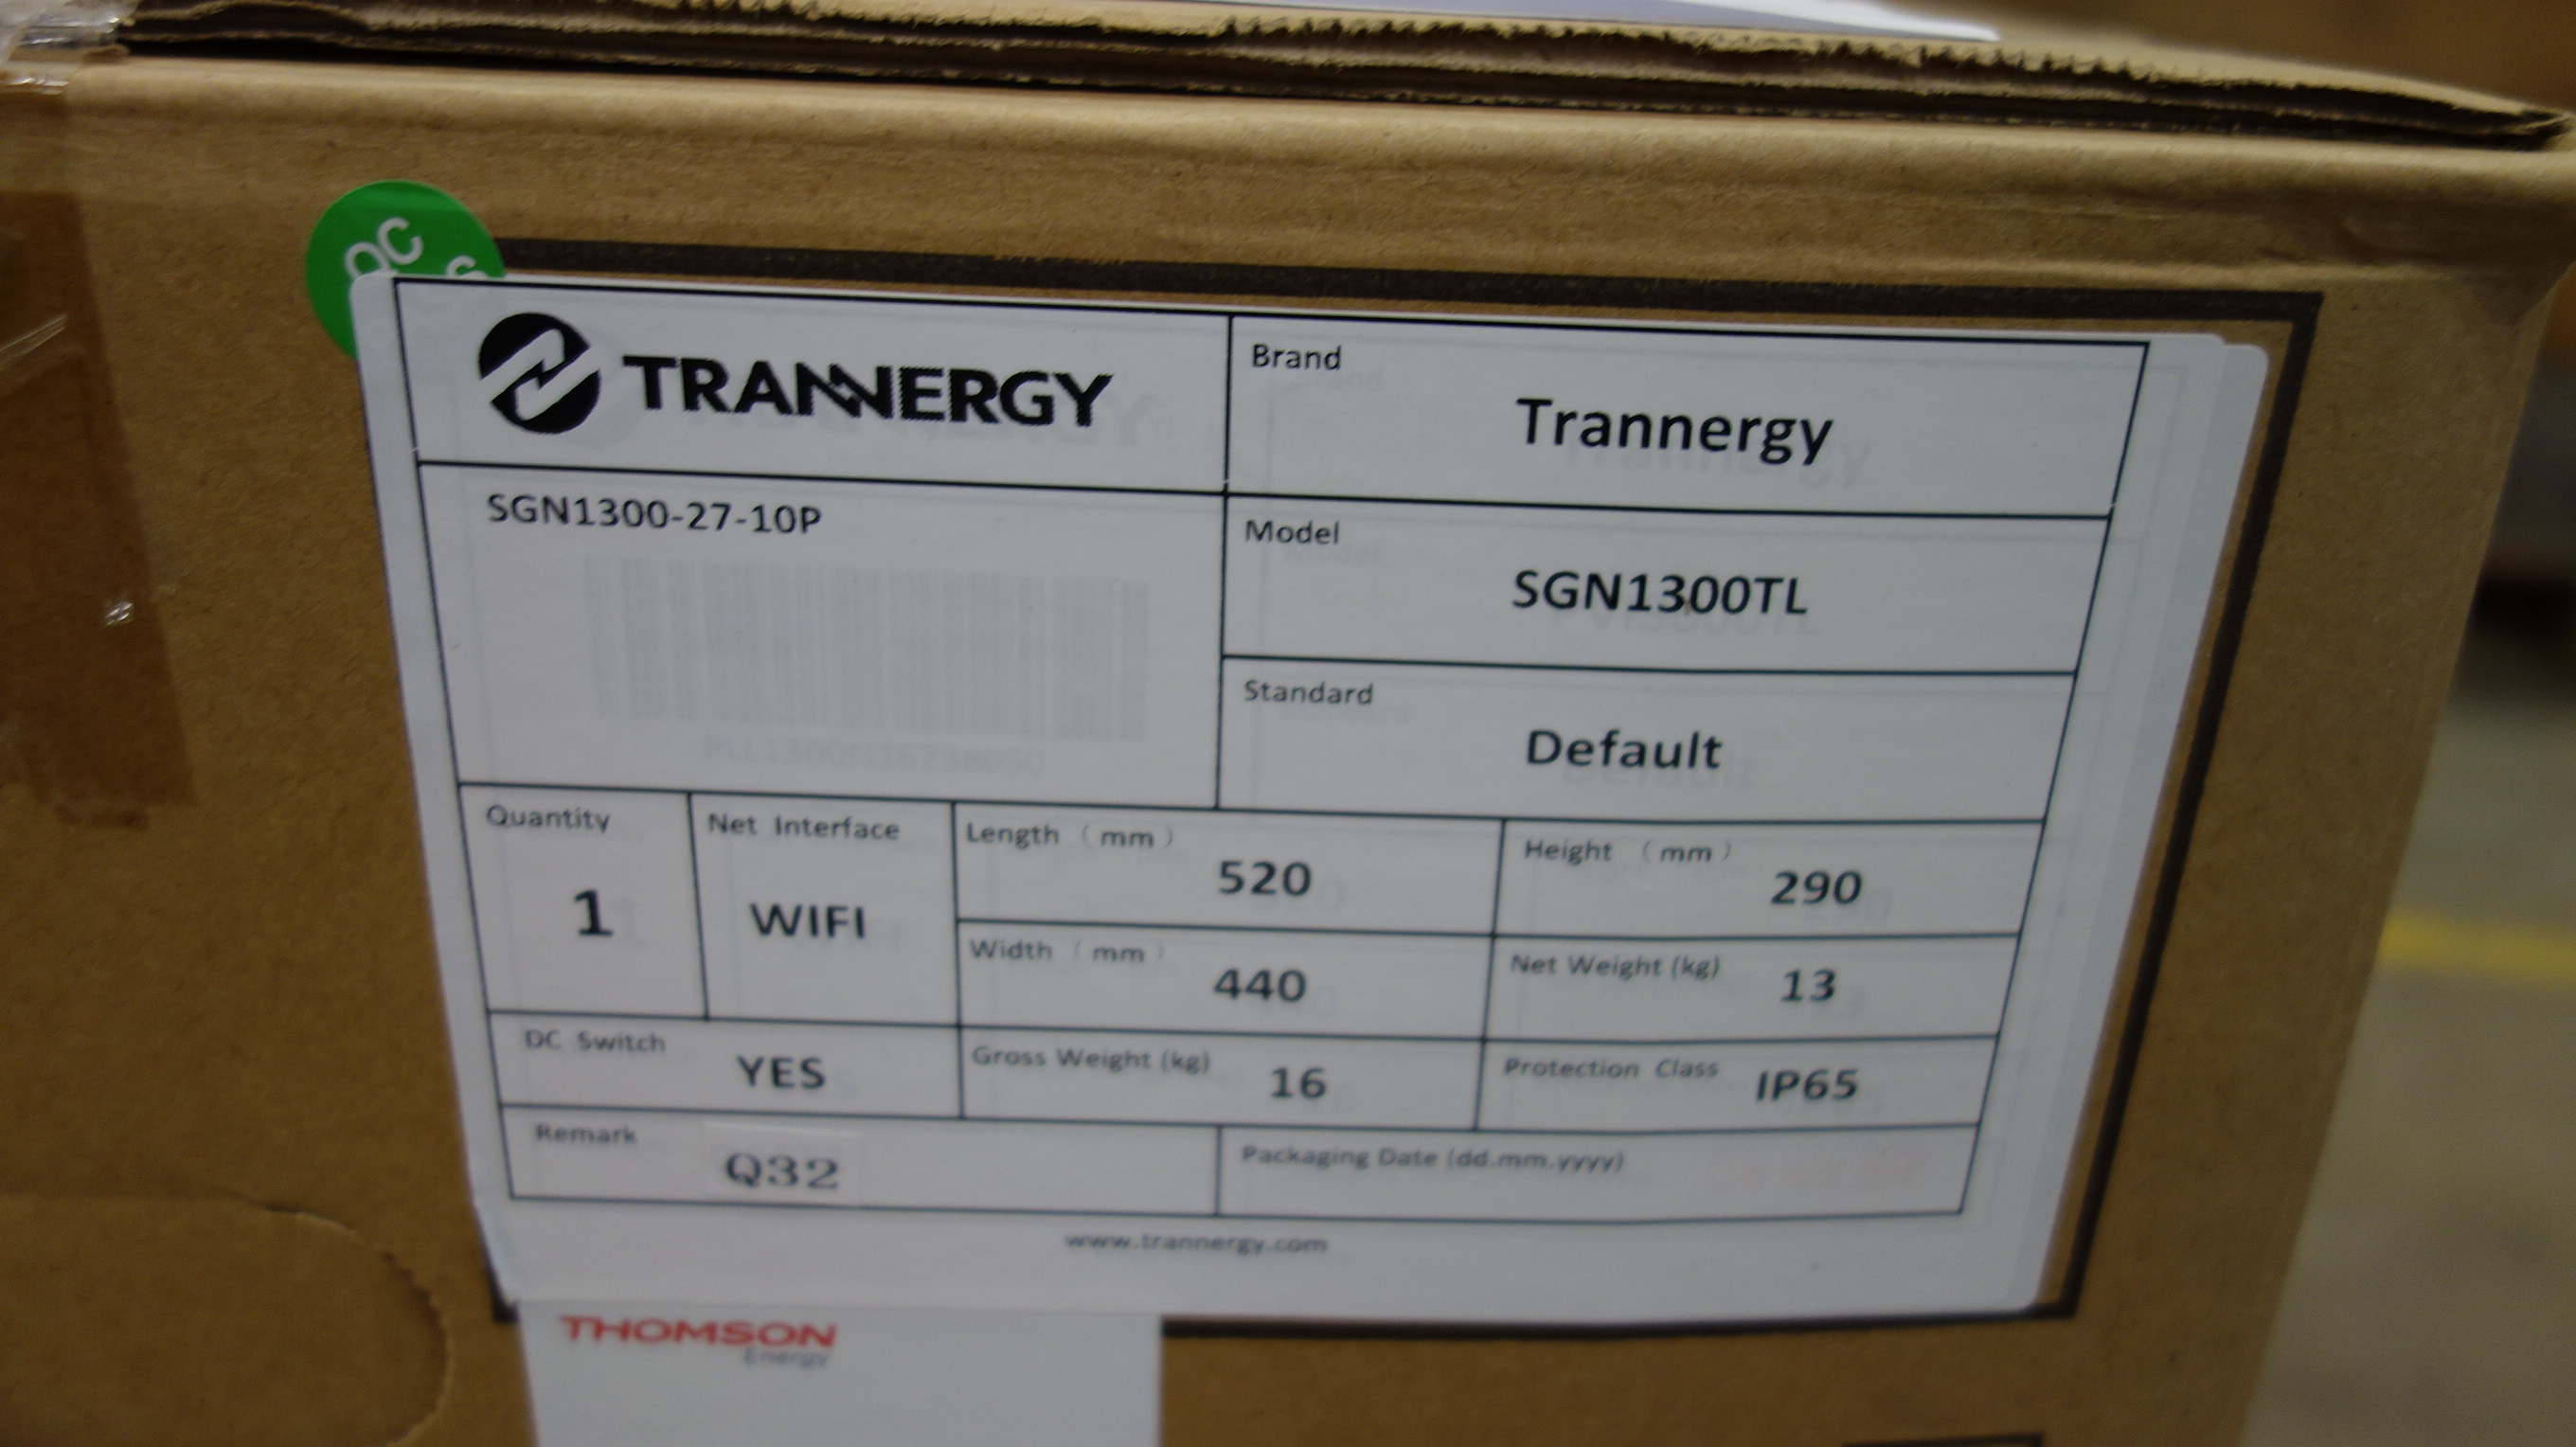 QC
TRANNERGY
Brand
Trannergy
SGN1300-27-10P
Model
SGN1300TL
Standard
Default
Quantity
1
Net Interface
WIFI
Length (mm)
520
Height (mm)
290
Width (mm)
440
Net Weight (kg)
13
DC Switch
YES
Gross Weight (kg)
16
Protection Class
IP65
Remark
Q32
Packaging Date (dd.mm.yyyy)
www.trannergy.com
THOMSON
Energy